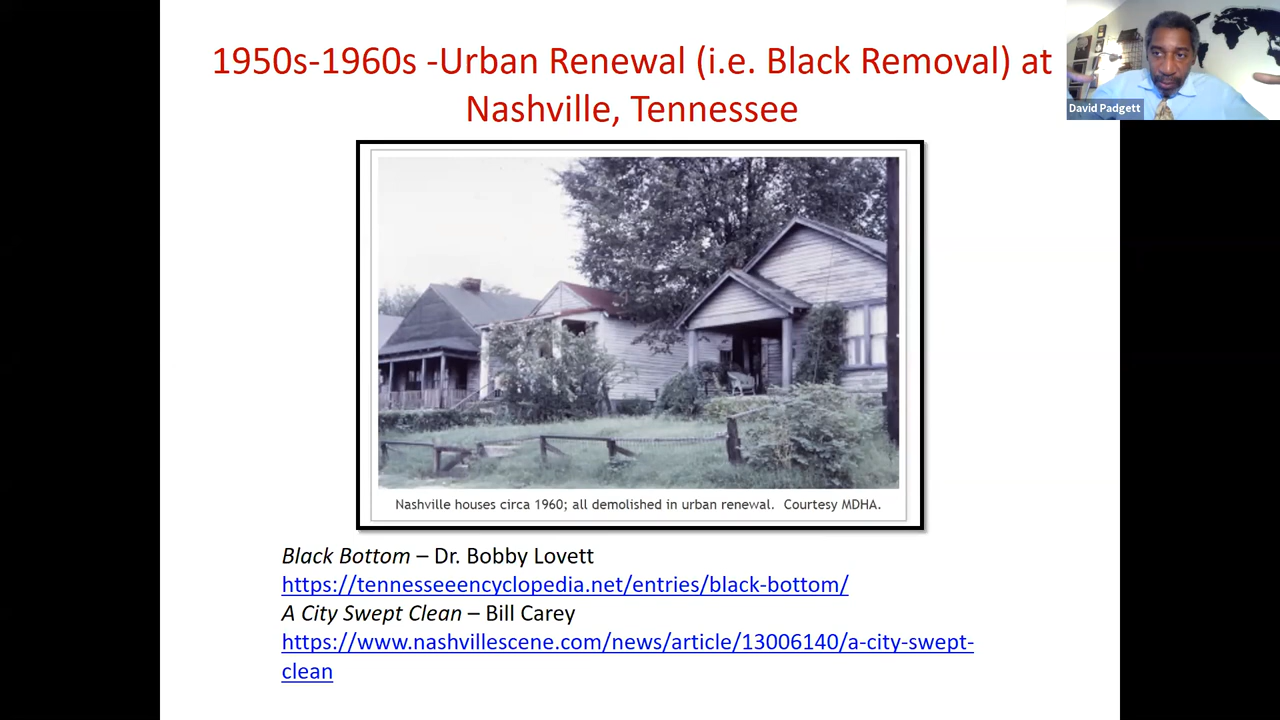 1950s-1960s -Urban Renewal (i.e. Black Removal) at
Nashville, Tennessee
David Padgett
Nashville houses circa 1960; all demolished in urban renewal. Courtesy MDHA.
Black Bottom – Dr. Bobby Lovett
https://tennesseeencyclopedia.net/entries/black-bottom/
A City Swept Clean – Bill Carey
https://www.nashvillescene.com/news/article/13006140/a-city-swept-
clean